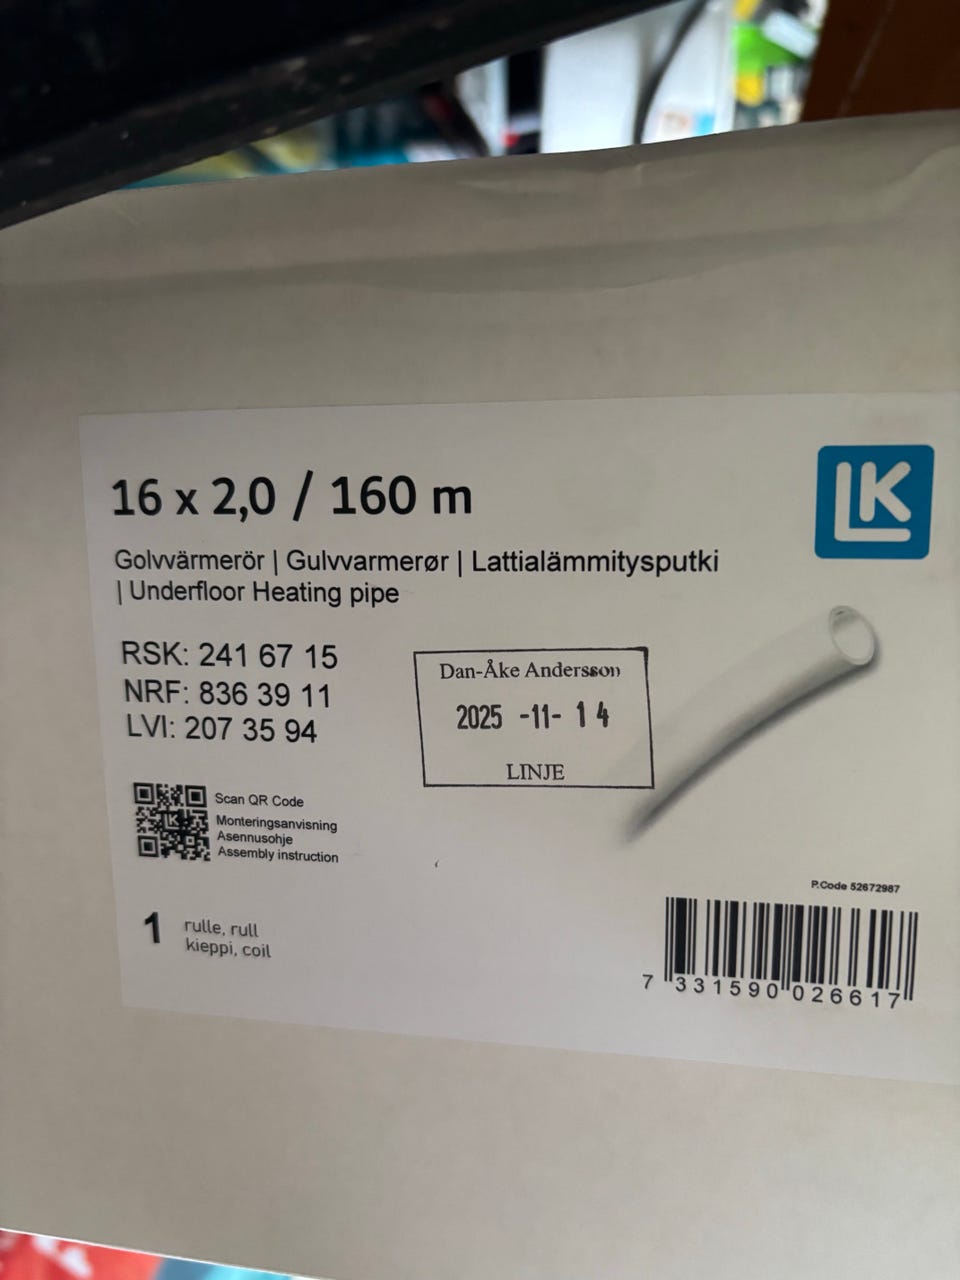 16 x 2,0 / 160 m
LK
Golvvärmerör | Gulvvarmerør | Lattialämmitysputki
| Underfloor Heating pipe
RSK: 241 67 15
NRF: 836 39 11
LVI: 207 35 94
Dan-Åke Andersson
2025 -11- 14
LINJE
Scan QR Code
Monteringsanvisning
Asennusohje
Assembly instruction
LK
1 rulle, rull
kieppi, coil
P.Code 52672987
7 331590 026617